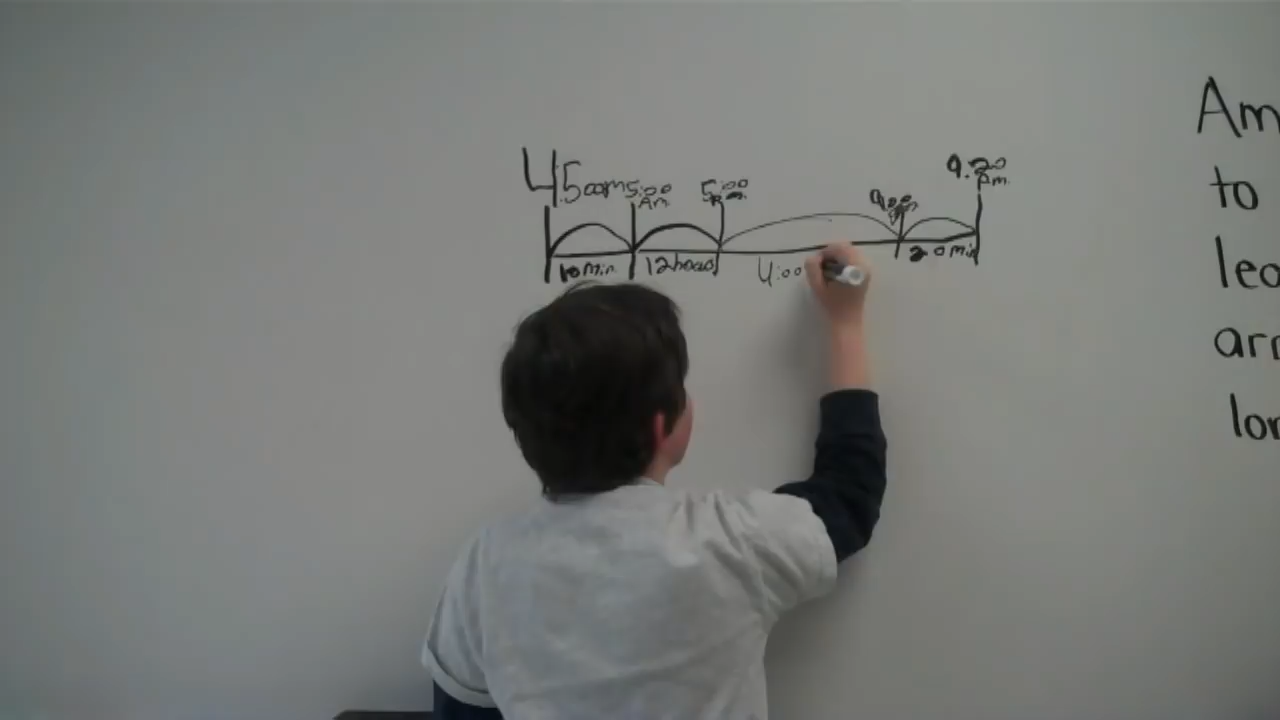 4:50 am 5:00 Am. 5:00 P.m. 9:00 9:20 P.m.
10 min. 12 hours 4:00 20 min
Am
to
lea
arr
lon